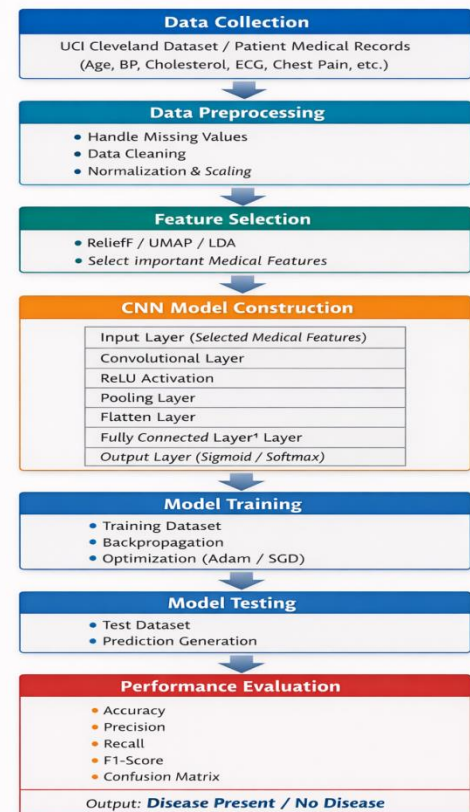 Data Collection
UCI Cleveland Dataset / Patient Medical Records
(Age, BP, Cholesterol, ECG, Chest Pain, etc.)
Data Preprocessing
• Handle Missing Values
• Data Cleaning
• Normalization & Scaling
Feature Selection
• ReliefF / UMAP / LDA
• Select important Medical Features
CNN Model Construction
Input Layer (Selected Medical Features)
Convolutional Layer
ReLU Activation
Pooling Layer
Flatten Layer
Fully Connected Layer¹ Layer
Output Layer (Sigmoid / Softmax)
Model Training
• Training Dataset
• Backpropagation
• Optimization (Adam / SGD)
Model Testing
• Test Dataset
• Prediction Generation
Performance Evaluation
• Accuracy
• Precision
• Recall
• F1-Score
• Confusion Matrix
Output: Disease Present / No Disease